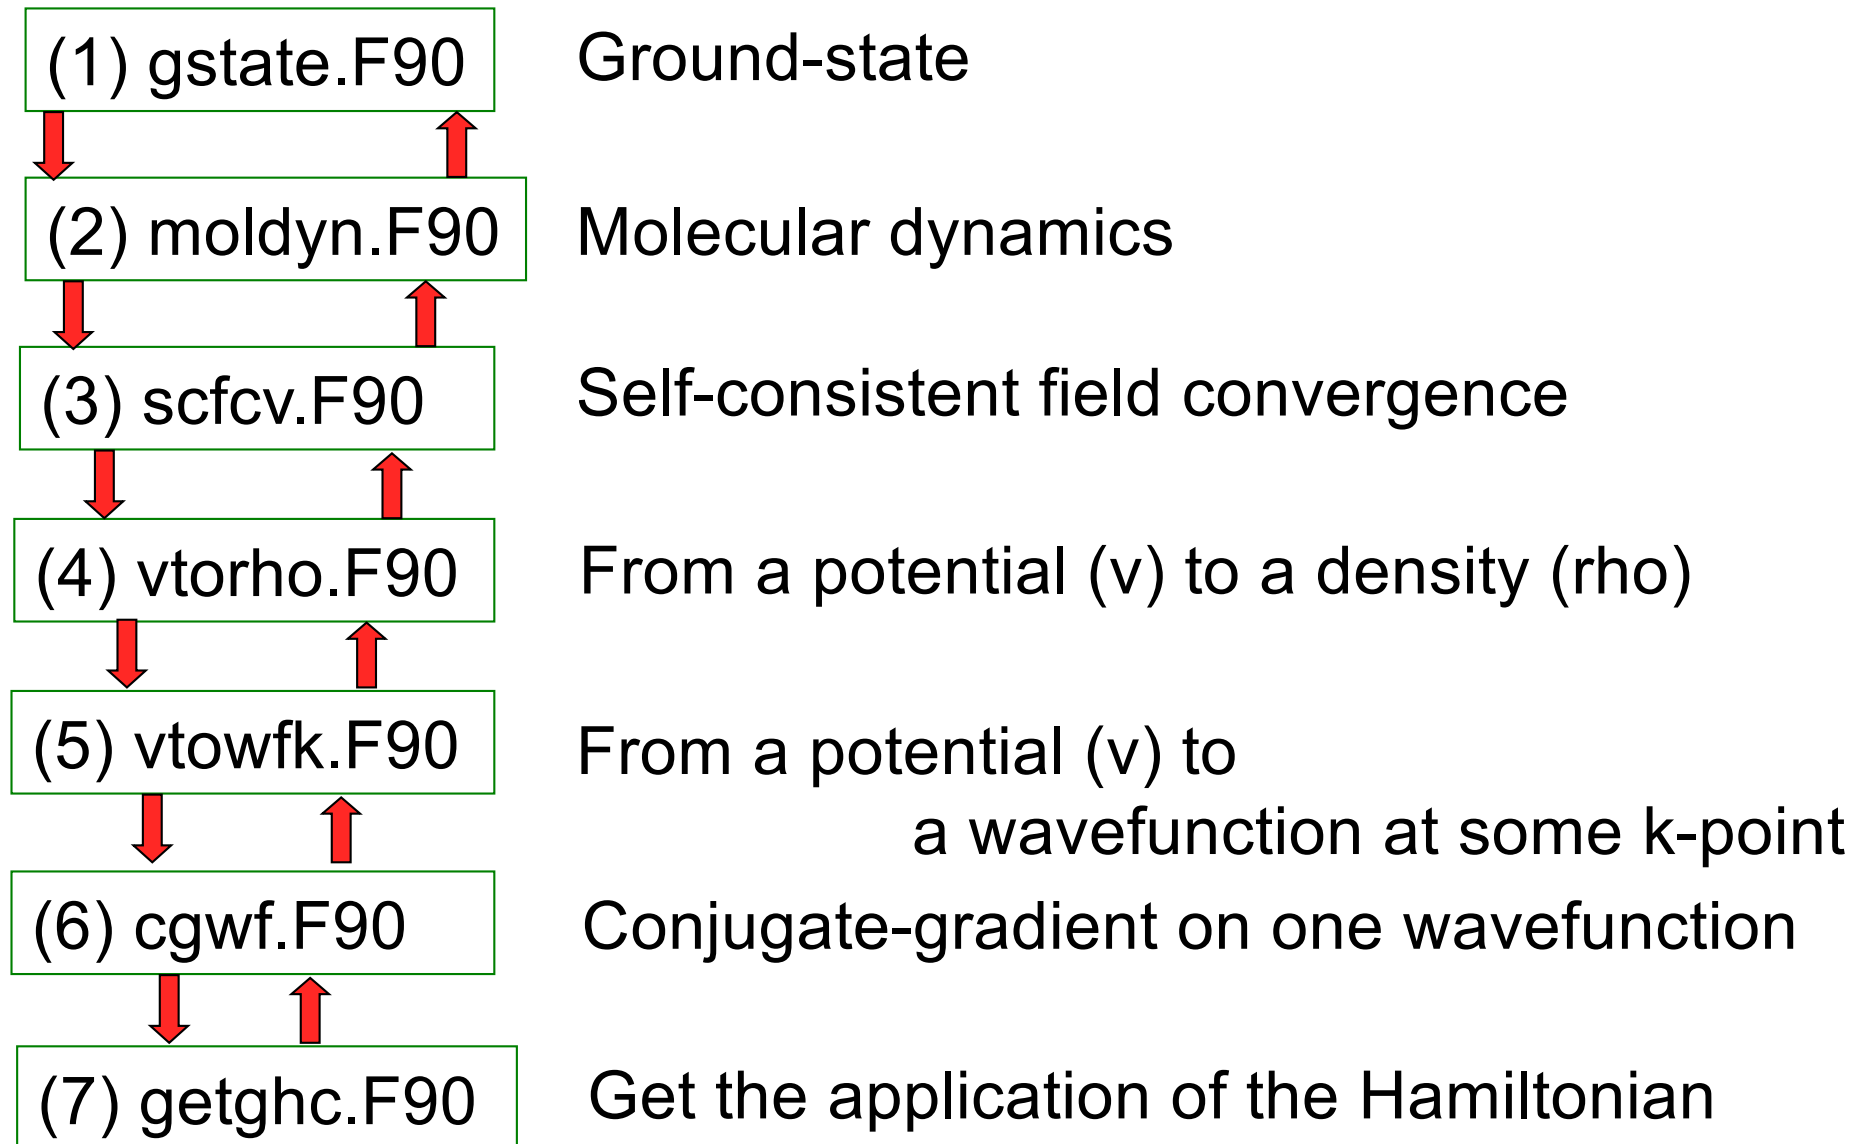 (1) gstate.F90 Ground-state
(2) moldyn.F90 Molecular dynamics
(3) scfcv.F90 Self-consistent field convergence
(4) vtorho.F90 From a potential (v) to a density (rho)
(5) vtowfk.F90 From a potential (v) to
a wavefunction at some k-point
(6) cgwf.F90 Conjugate-gradient on one wavefunction
(7) getghc.F90 Get the application of the Hamiltonian